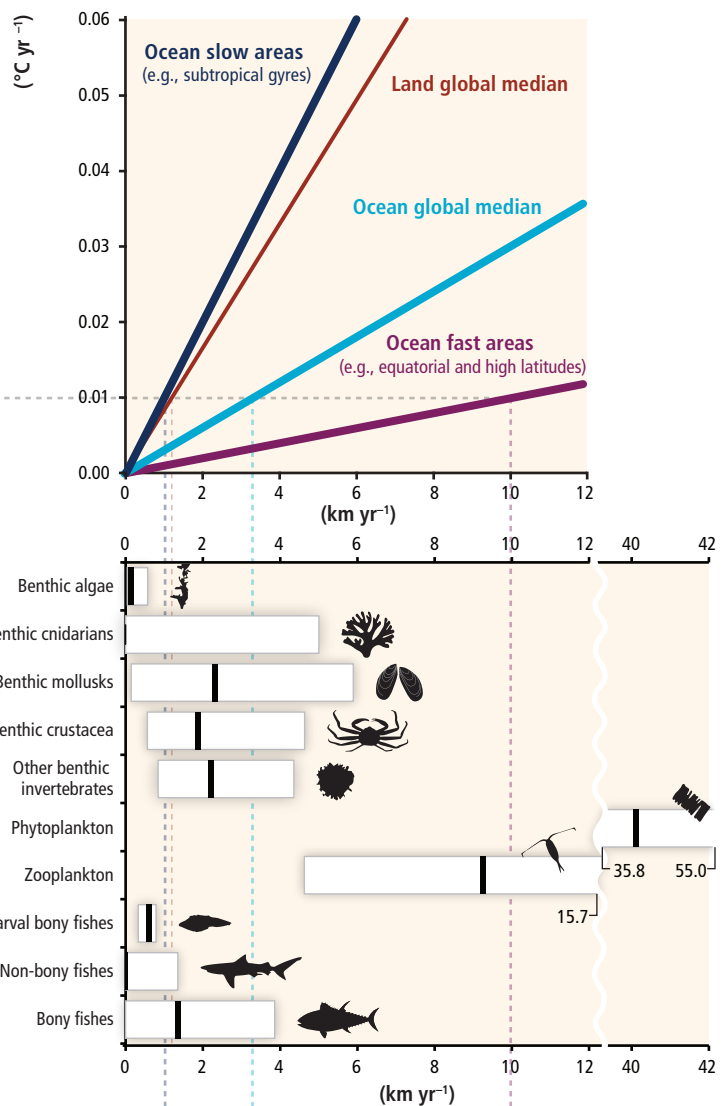 (°C yr⁻¹)
0.06
0.05
0.04
0.03
0.02
0.01
0.00
Ocean slow areas
(e.g., subtropical gyres)
Land global median
Ocean global median
Ocean fast areas
(e.g., equatorial and high latitudes)
0 2 4 6 8 10 12
(km yr⁻¹)
0 2 4 6 8 10 12 40 42
Benthic algae
enthic cnidarians
Benthic mollusks
enthic crustacea
Other benthic
invertebrates
Phytoplankton
35.8 55.0
Zooplankton
15.7
arval bony fishes
Non-bony fishes
Bony fishes
0 2 4 6 8 10 12 40 42
(km yr⁻¹)